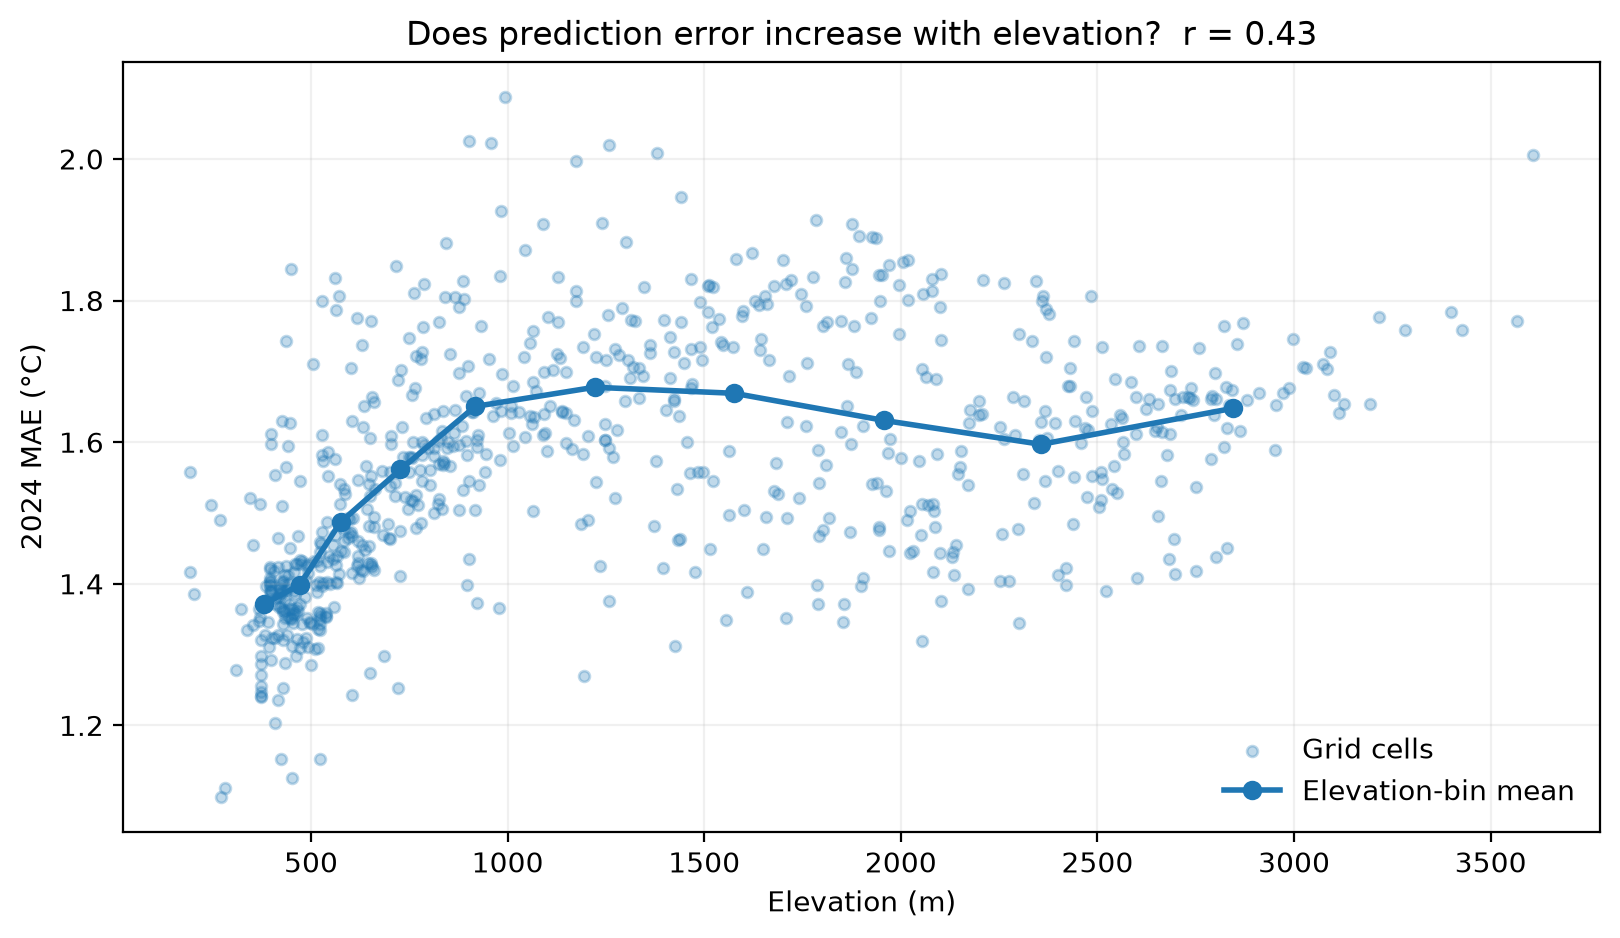 Does prediction error increase with elevation?  r = 0.43
2024 MAE (°C)
2.0
1.8
1.6
1.4
1.2
Grid cells
Elevation-bin mean
500 1000 1500 2000 2500 3000 3500
Elevation (m)